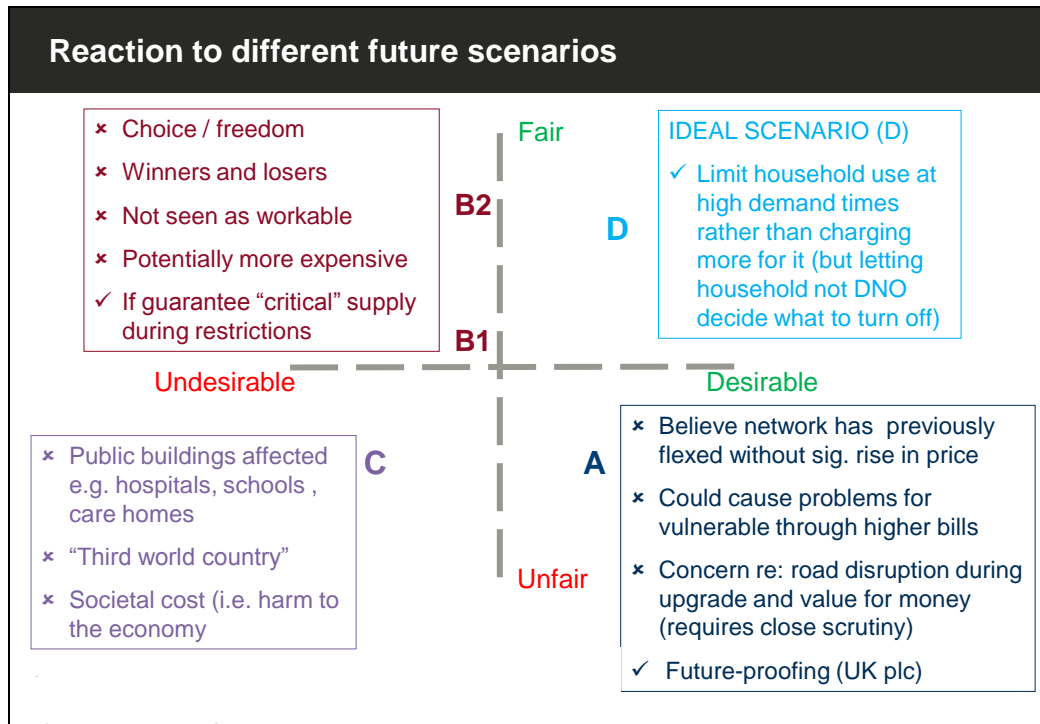 Reaction to different future scenarios
× Choice / freedom
× Winners and losers
× Not seen as workable
× Potentially more expensive
✓ If guarantee “critical” supply
during restrictions
B2
B1
Fair
D
IDEAL SCENARIO (D)
✓ Limit household use at
high demand times
rather than charging
more for it (but letting
household not DNO
decide what to turn off)
Undesirable
Desirable
× Public buildings affected
e.g. hospitals, schools ,
care homes
× “Third world country”
× Societal cost (i.e. harm to
the economy
C
A
Unfair
× Believe network has previously
flexed without sig. rise in price
× Could cause problems for
vulnerable through higher bills
× Concern re: road disruption during
upgrade and value for money
(requires close scrutiny)
✓ Future-proofing (UK plc)